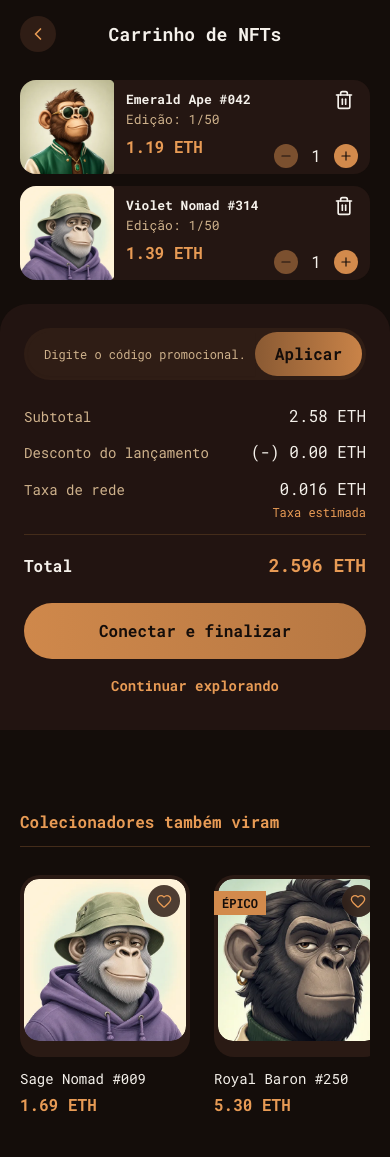 Carrinho de NFTs
Emerald Ape #042
Edição: 1/50
1.19 ETH
1
Violet Nomad #314
Edição: 1/50
1.39 ETH
1
Digite o código promocional.
Aplicar
Subtotal
2.58 ETH
Desconto do lançamento
(-) 0.00 ETH
Taxa de rede
0.016 ETH
Taxa estimada
Total
2.596 ETH
Conectar e finalizar
Continuar explorando
Colecionadores também viram
ÉPICO
Sage Nomad #009
1.69 ETH
Royal Baron #250
5.30 ETH